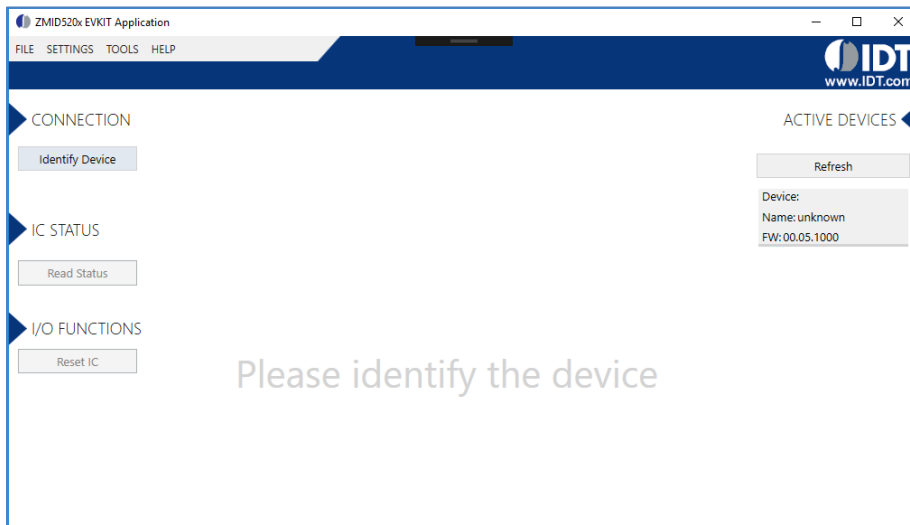 ZMID520x EVKIT Application
FILE SETTINGS TOOLS HELP
IDT
www.IDT.com
CONNECTION
Identify Device
IC STATUS
Read Status
I/O FUNCTIONS
Reset IC
Please identify the device
ACTIVE DEVICES
Refresh
Device:
Name: unknown
FW: 00.05.1000